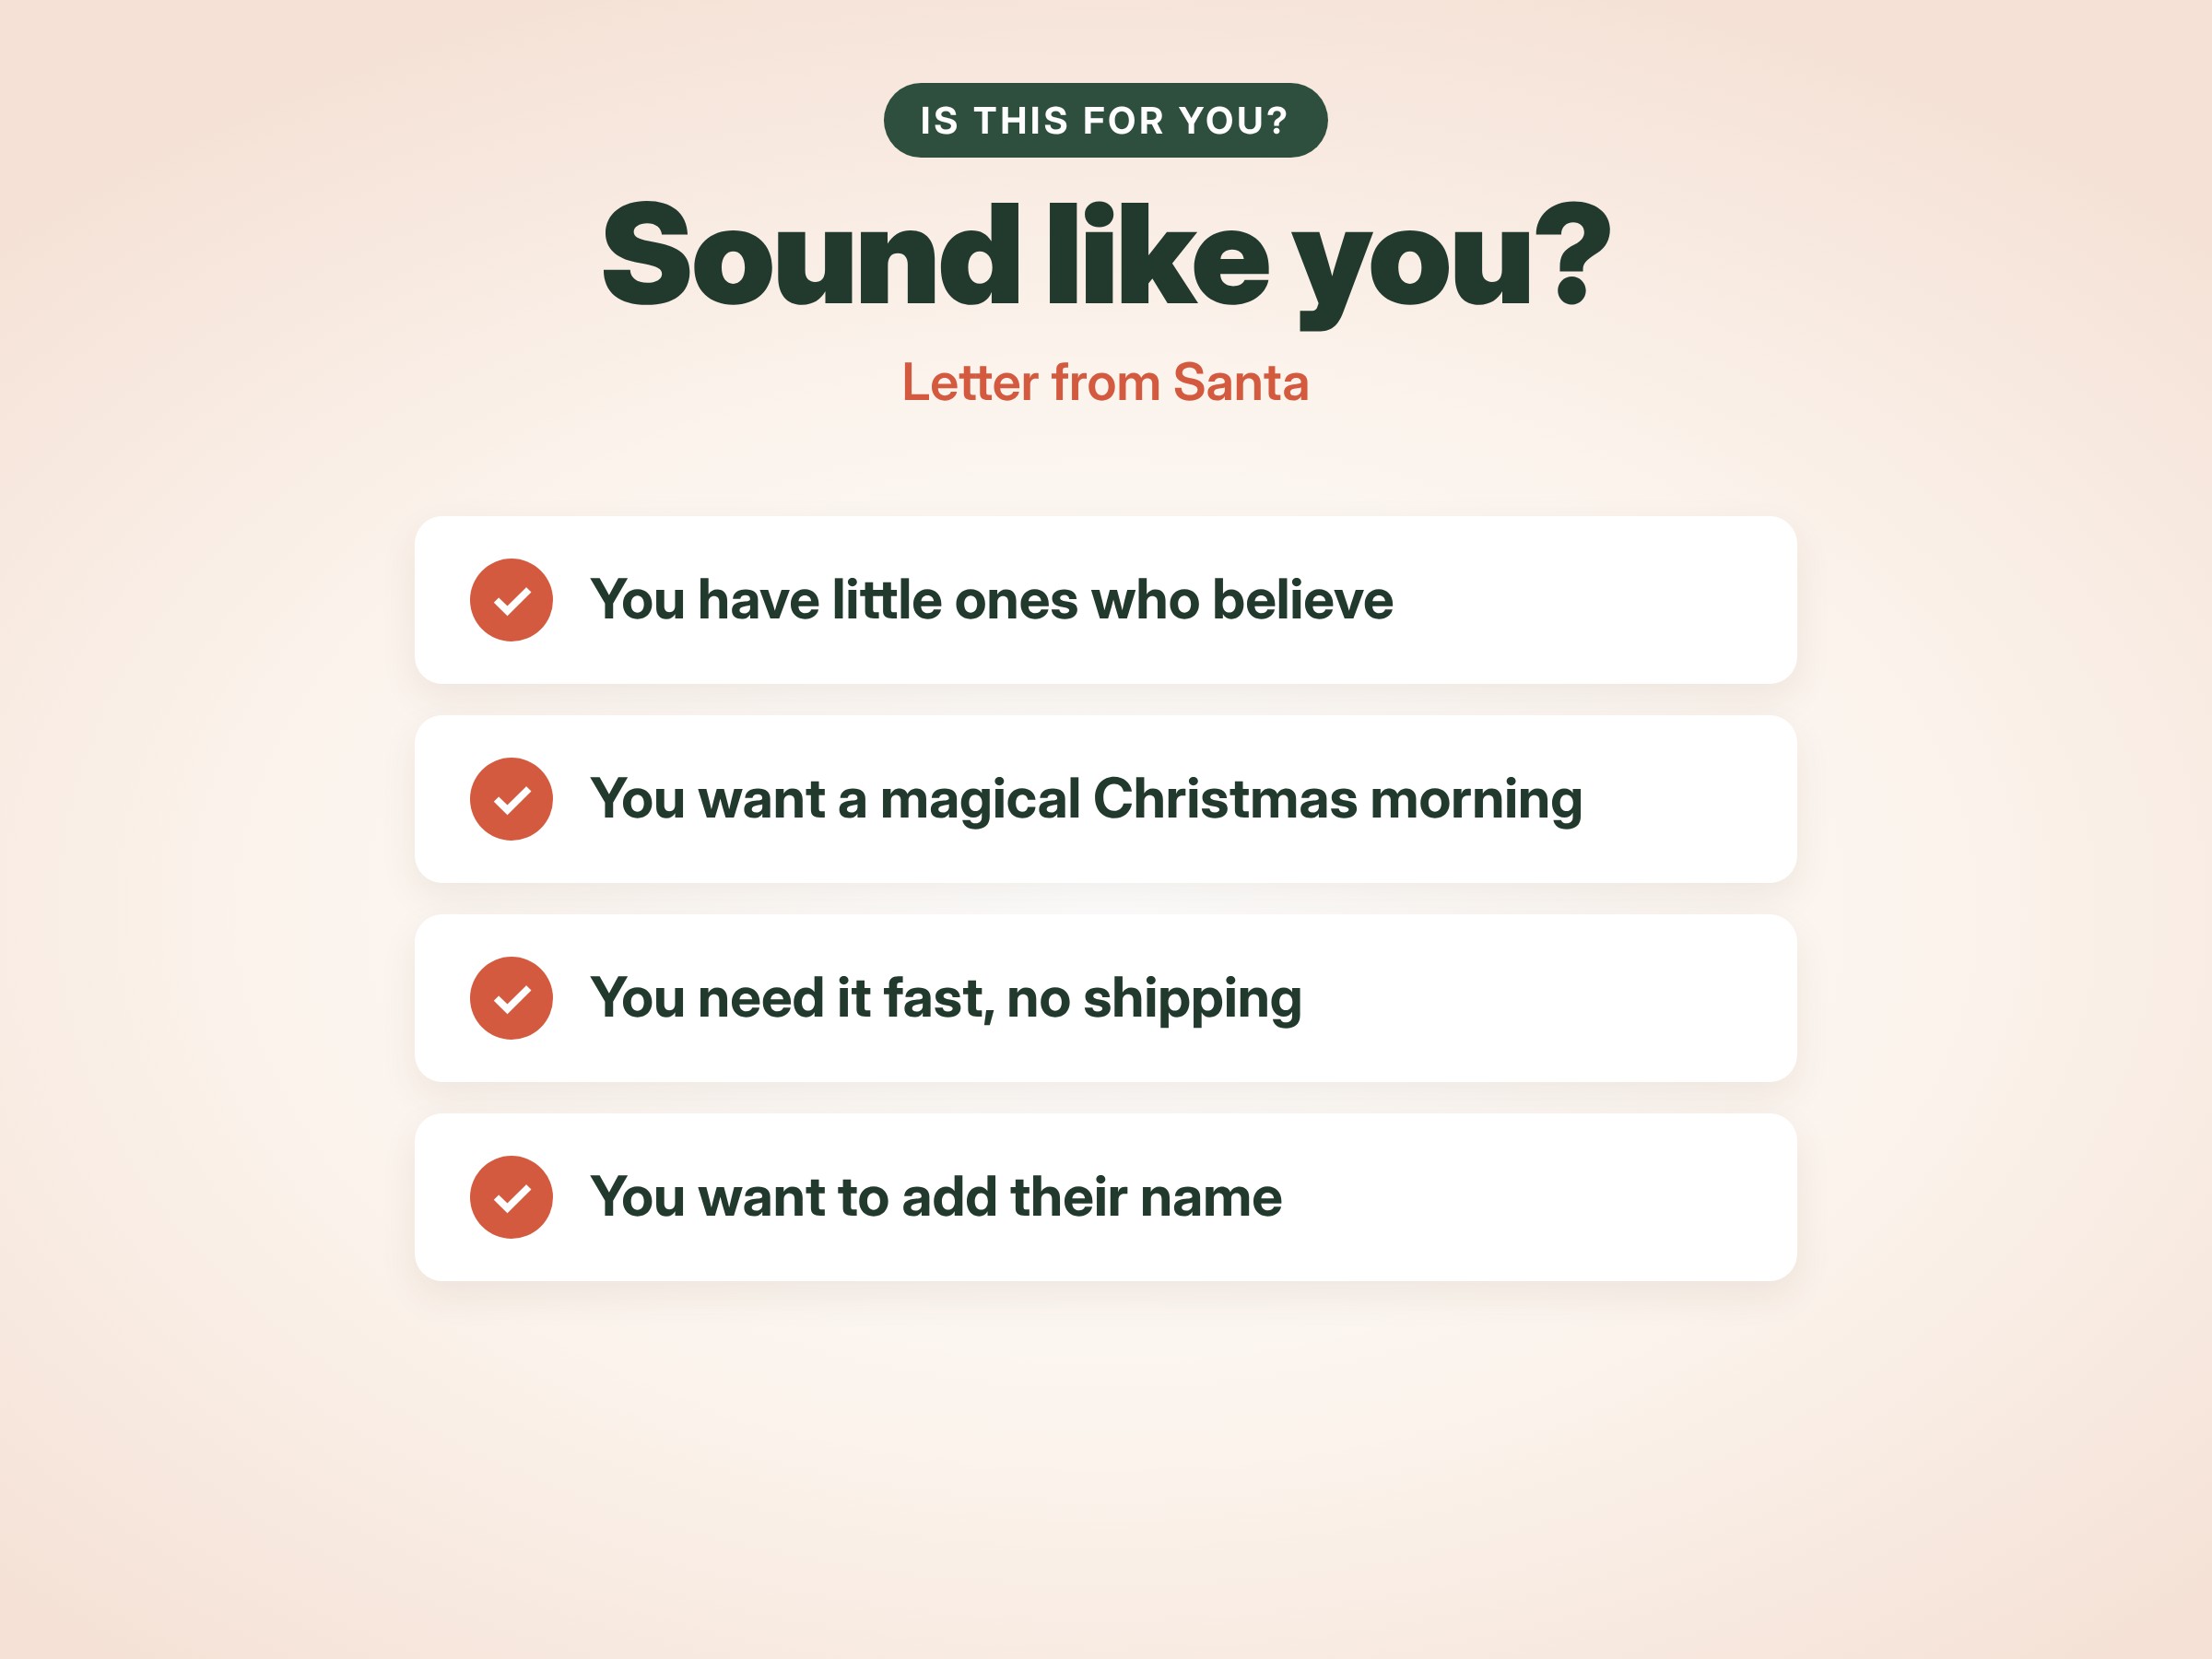 IS THIS FOR YOU?
Sound like you?
Letter from Santa
You have little ones who believe
You want a magical Christmas morning
You need it fast, no shipping
You want to add their name